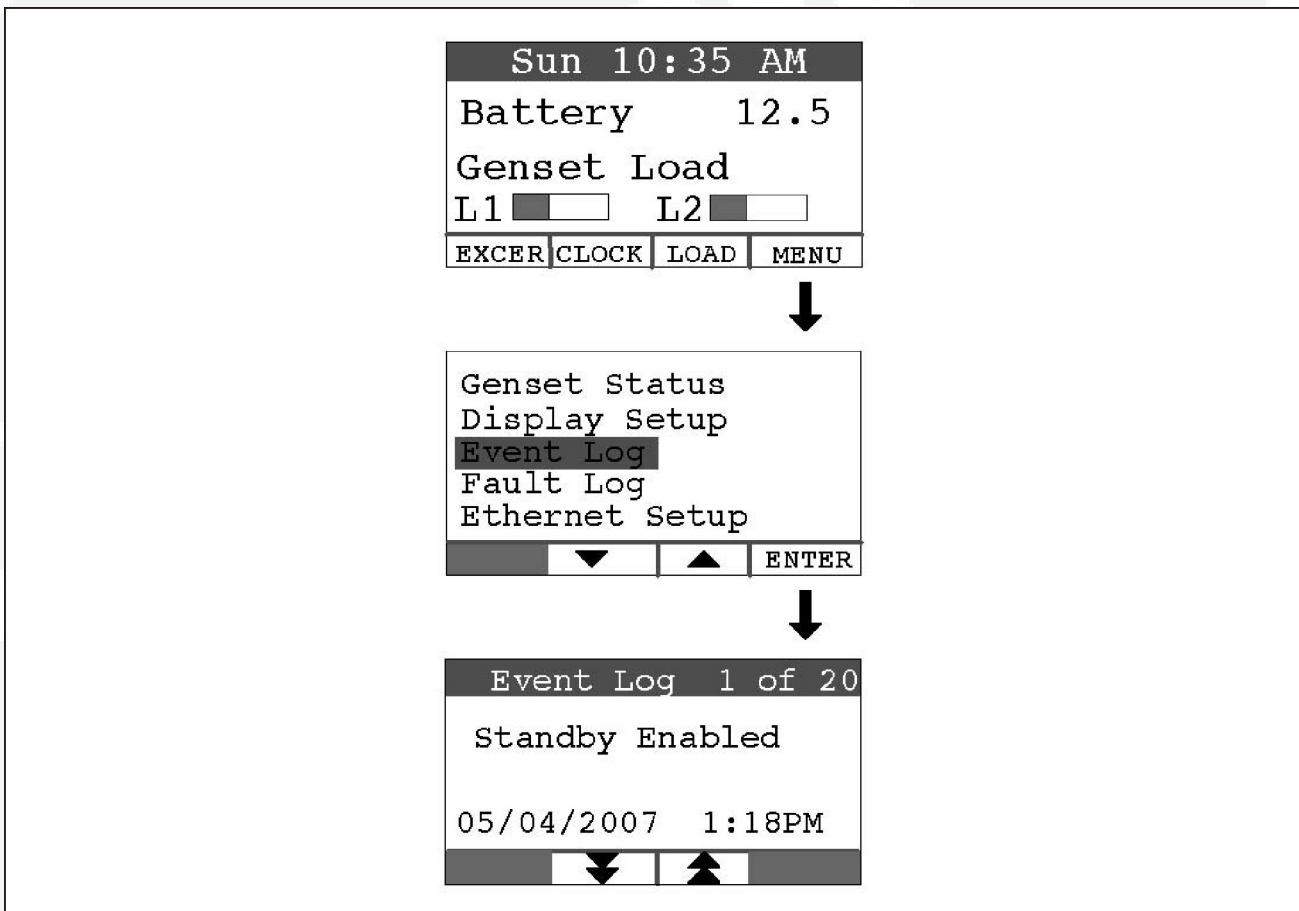 Sun 10:35 AM
Battery 12.5
Genset Load
L1 L2
EXCER CLOCK LOAD MENU
Genset Status
Display Setup
Event Log
Fault Log
Ethernet Setup
ENTER
Event Log 1 of 20
Standby Enabled
05/04/2007 1:18PM